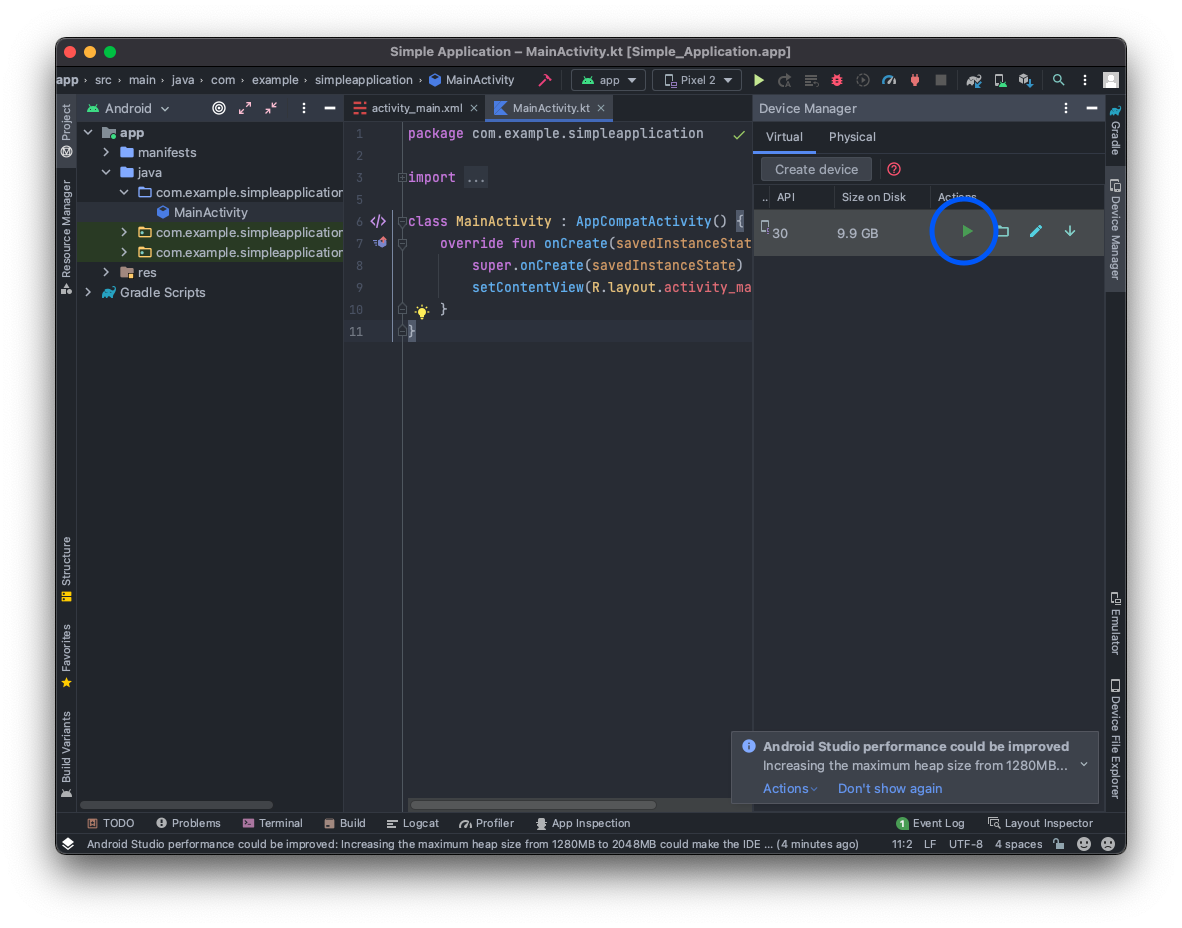 Simple Application – MainActivity.kt [Simple_Application.app]
app › src › main › java › com › example › simpleapplication › MainActivity
app
Pixel 2
Project
Resource Manager
Structure
Favorites
Build Variants
Android
app
manifests
java
com.example.simpleapplication
MainActivity
com.example.simpleapplication
com.example.simpleapplication
res
Gradle Scripts
activity_main.xml
MainActivity.kt
1 package com.example.simpleapplication
2
3 import ...
5
6 class MainActivity : AppCompatActivity() {
7 override fun onCreate(savedInstanceStat
8 super.onCreate(savedInstanceState)
9 setContentView(R.layout.activity_ma
10 }
11 }
Device Manager
Virtual Physical
Create device
.. API Size on Disk Actions
30 9.9 GB
Gradle
Device Manager
Emulator
Device File Explorer
Android Studio performance could be improved
Increasing the maximum heap size from 1280MB...
Actions Don't show again
TODO Problems Terminal Build Logcat Profiler App Inspection 1 Event Log Layout Inspector
Android Studio performance could be improved: Increasing the maximum heap size from 1280MB to 2048MB could make the IDE ... (4 minutes ago) 11:2 LF UTF-8 4 spaces